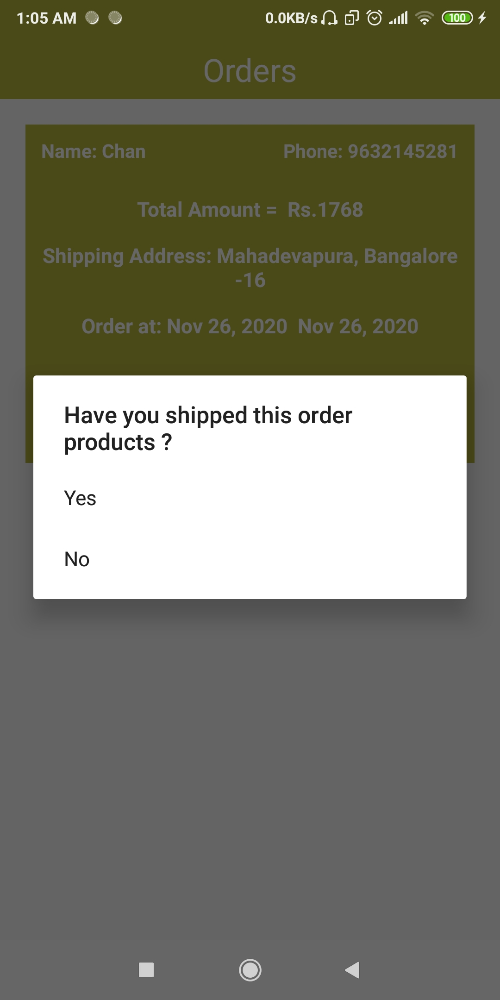 1:05 AM 0.0KB/s 100
Orders
Name: Chan Phone: 9632145281
Total Amount = Rs.1768
Shipping Address: Mahadevapura, Bangalore
-16
Order at: Nov 26, 2020 Nov 26, 2020
Have you shipped this order
products ?
Yes
No